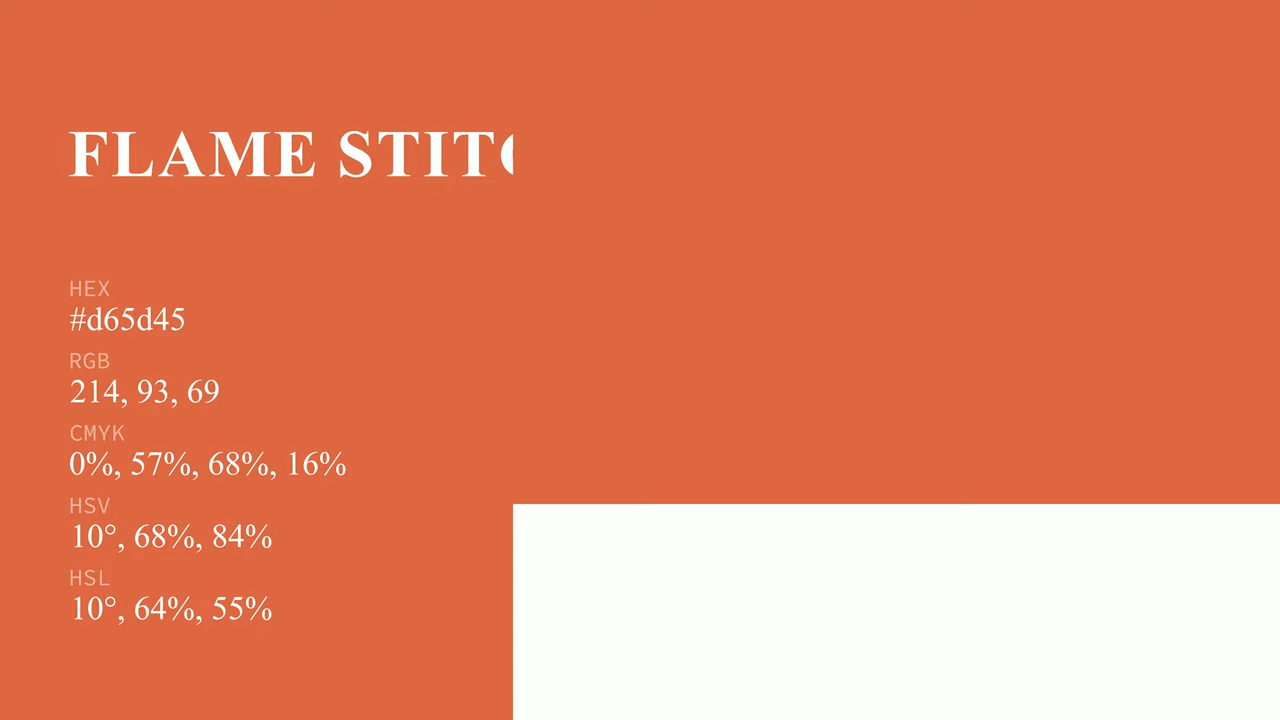 FLAME STIT
HEX
#d65d45
RGB
214, 93, 69
CMYK
0%, 57%, 68%, 16%
HSV
10°, 68%, 84%
HSL
10°, 64%, 55%